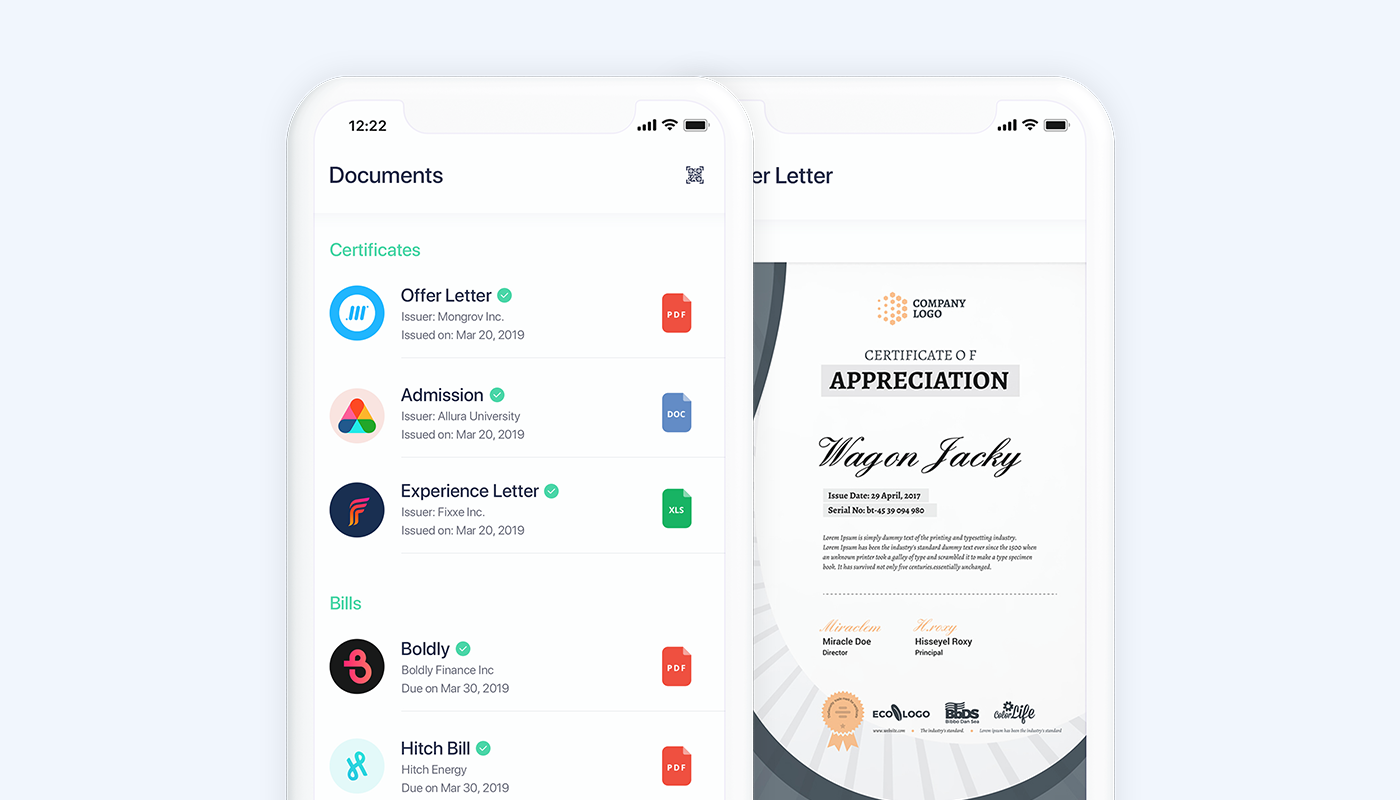 12:22
Documents
Certificates
Offer Letter
Issuer: Mongrov Inc.
Issued on: Mar 20, 2019
PDF
Admission
Issuer: Allura University
Issued on: Mar 20, 2019
DOC
Experience Letter
Issuer: Fixxe Inc.
Issued on: Mar 20, 2019
XLS
Bills
Boldly
Boldly Finance Inc
Due on Mar 30, 2019
PDF
Hitch Bill
Hitch Energy
Due on Mar 30, 2019
PDF
er Letter
COMPANY
LOGO
CERTIFICATE O F
APPRECIATION
Wagon Jacky
Issue Date: 29 April, 2017
Serial No: bt-45 39 094 980
Lorem Ipsum is simply dummy text of the printing and typesetting industry.
Lorem Ipsum has been the industry's standard dummy text ever since the 1500 when
an unknown printer took a galley of type and scrambled it to make a type specimen
book. It has survived not only five centuries.essentially unchanged.
Miraclem H.roxy
Miracle Doe Hisseyel Roxy
Director Principal
ECO LOGO BbDS Color Life
Bibbo Dan Sea
www.website.com The industry's standard. Lorem ipsum has been the industry's standard